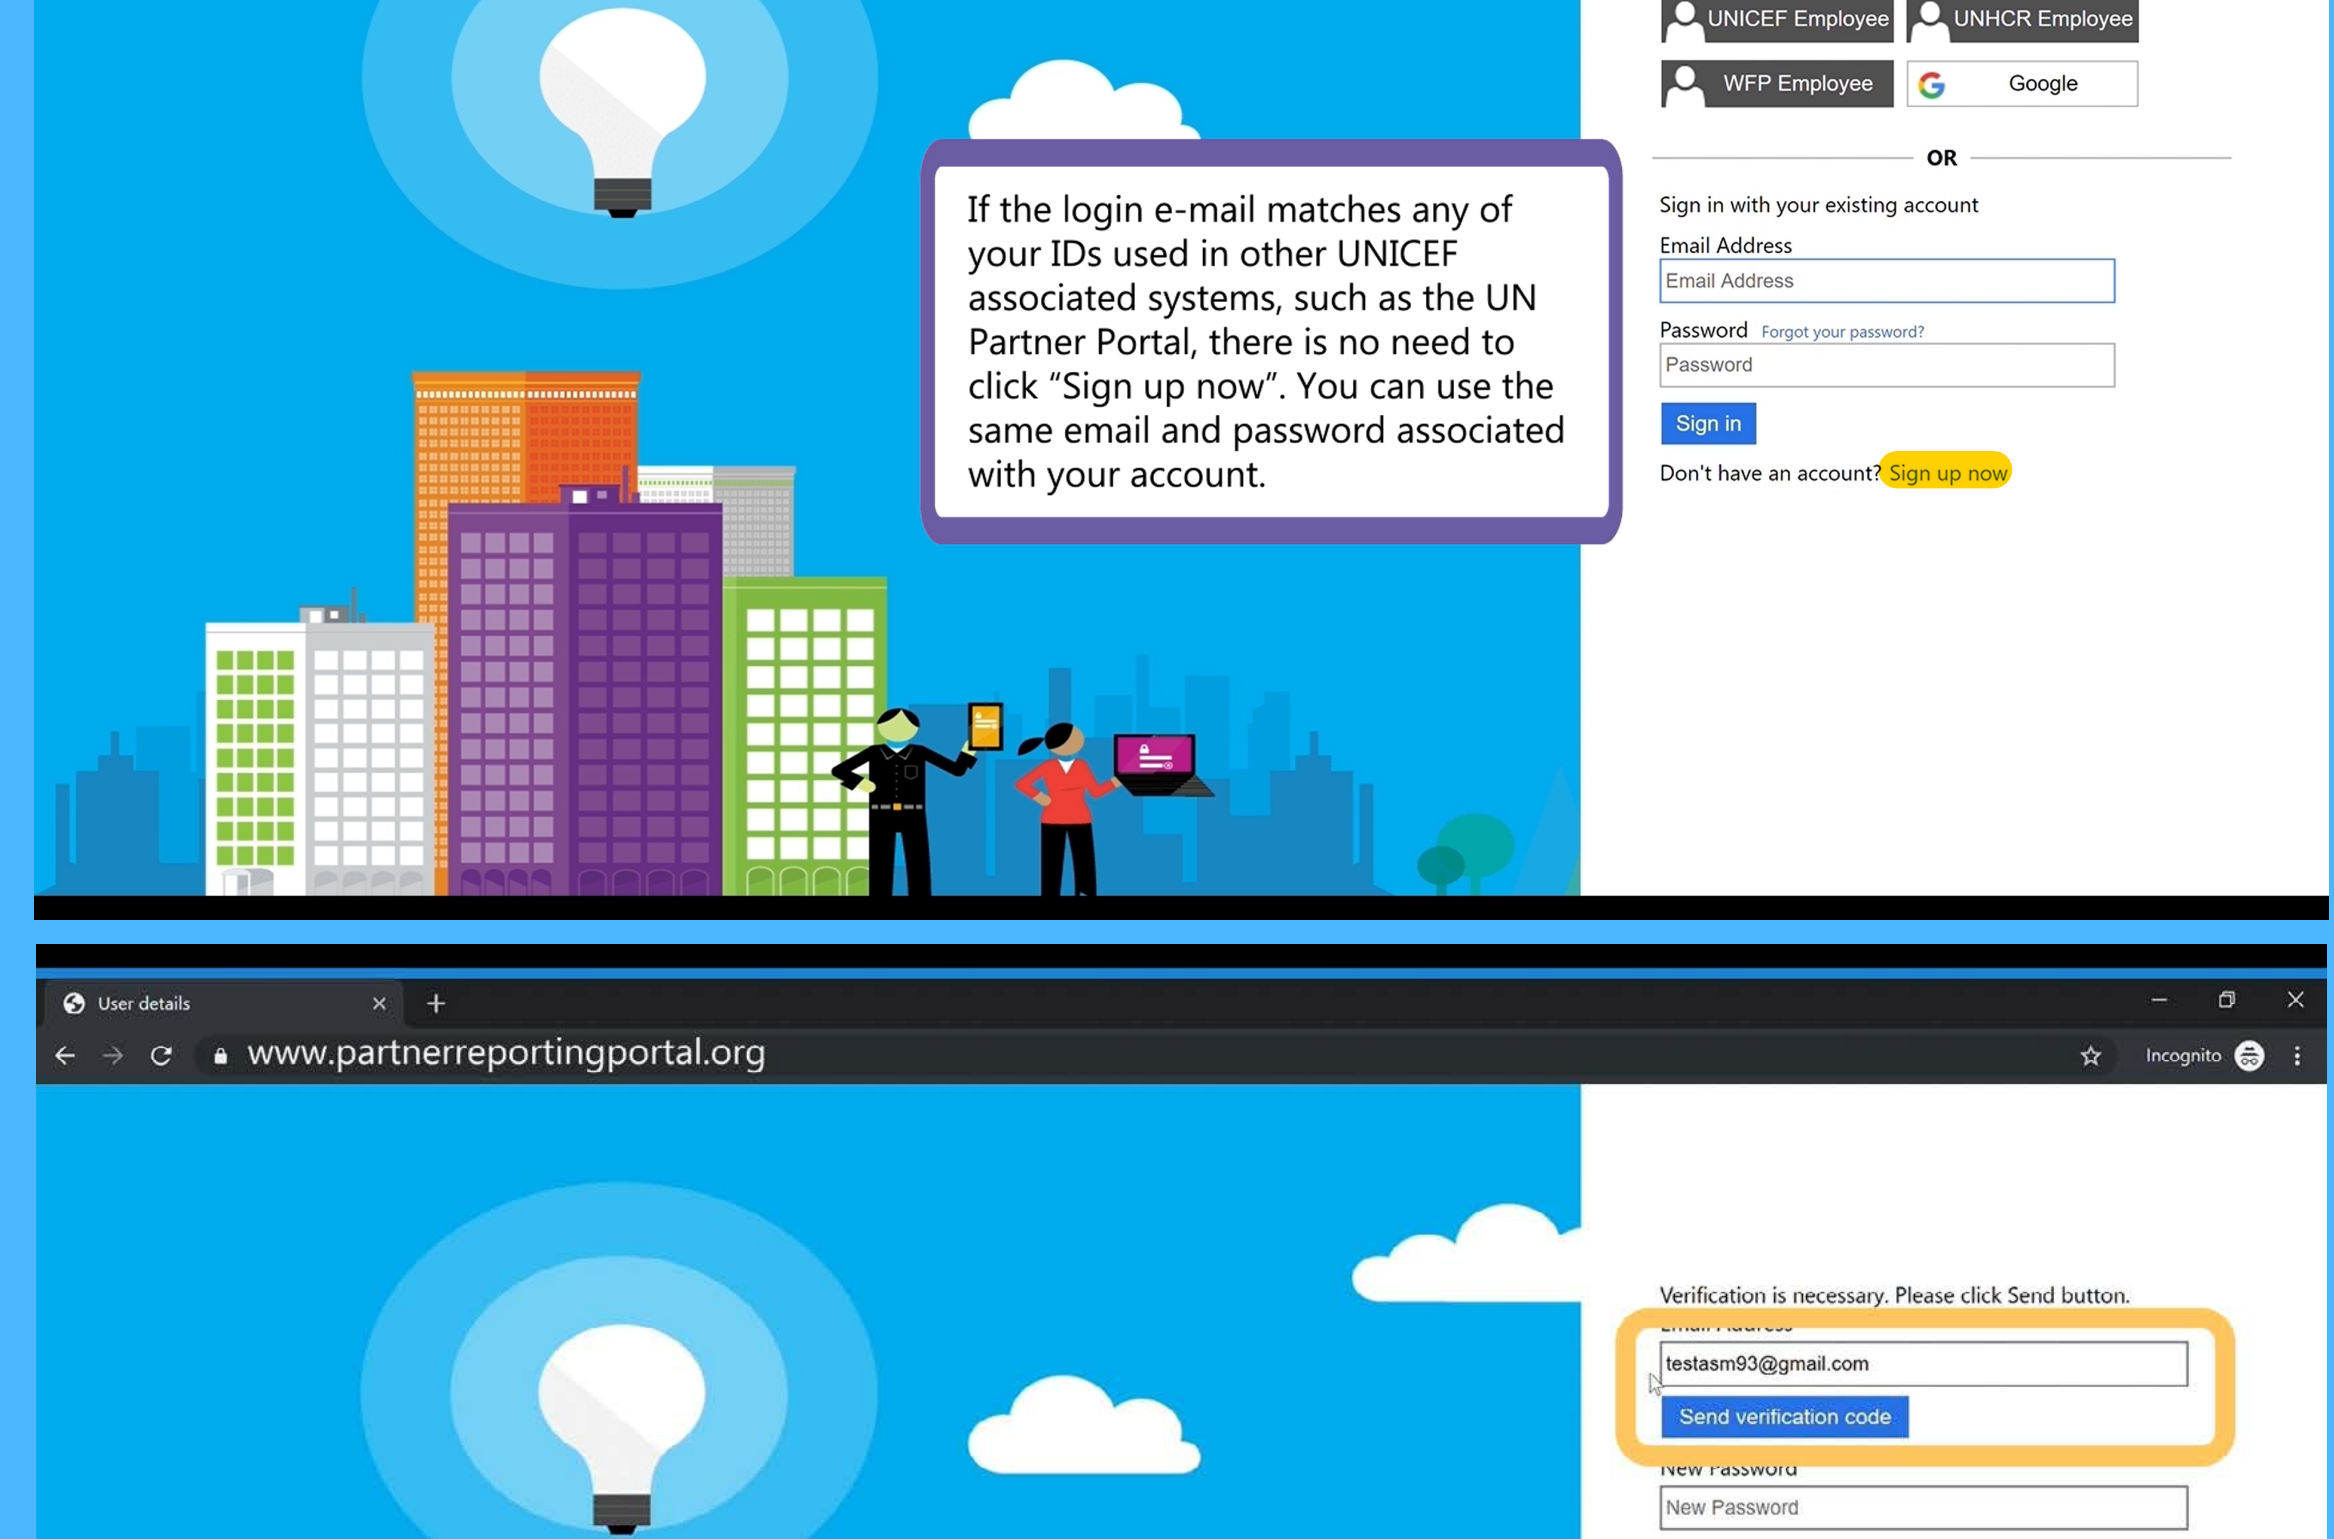 UNICEF Employee
UNHCR Employee
WFP Employee
Google
OR
If the login e-mail matches any of
your IDs used in other UNICEF
associated systems, such as the UN
Partner Portal, there is no need to
click “Sign up now”. You can use the
same email and password associated
with your account.
Sign in with your existing account
Email Address
Email Address
Password Forgot your password?
Password
Sign in
Don't have an account? Sign up now
User details
www.partnerreportingportal.org
Incognito
Verification is necessary. Please click Send button.
Email Address
testasm93@gmail.com
Send verification code
New Password
New Password